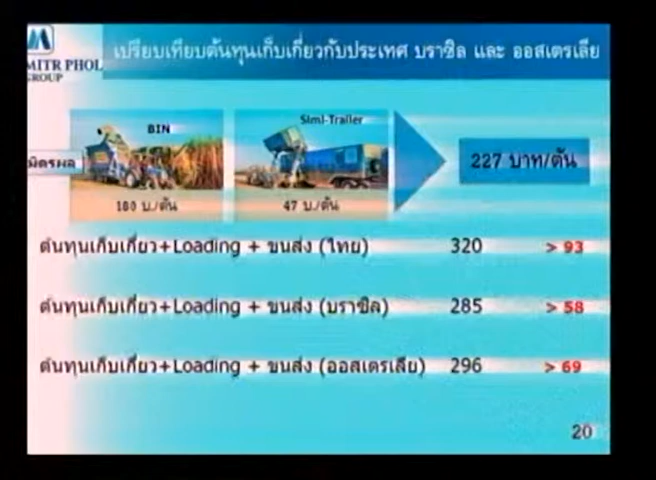 MITR PHOL
GROUP
เปรียบเทียบต้นทุนเก็บเกี่ยวกับประเทศ บราซิล และ ออสเตรเลีย
BIN
Simi-Trailer
มิตรผล
227 บาท/ตัน
180 บ./ตัน
47 บ./ตัน
ต้นทุนเก็บเกี่ยว+Loading + ขนส่ง (ไทย) 320 > 93
ต้นทุนเก็บเกี่ยว+Loading + ขนส่ง (บราซิล) 285 > 58
ต้นทุนเก็บเกี่ยว+Loading + ขนส่ง (ออสเตรเลีย) 296 > 69
20